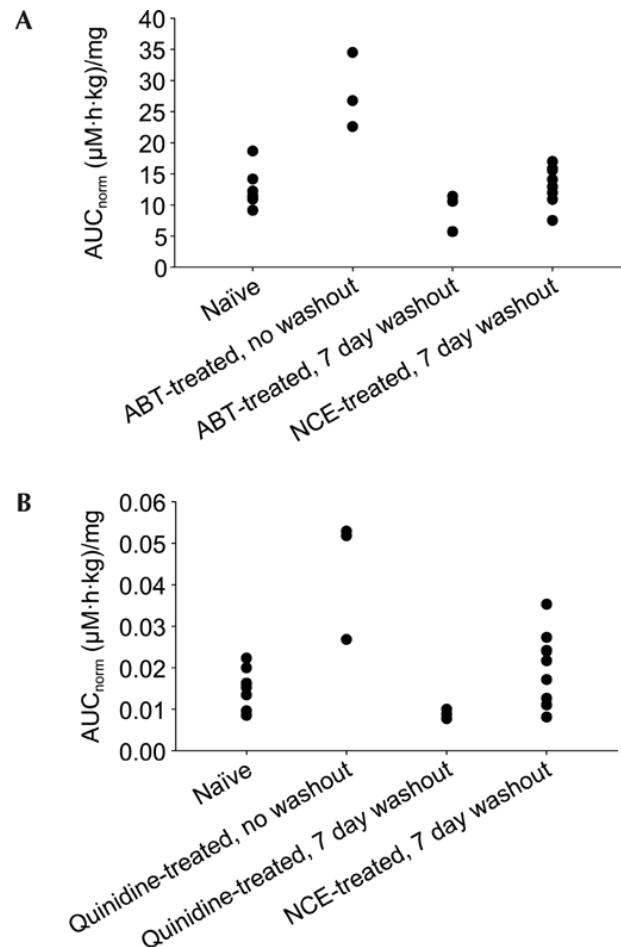 A
AUCnorm (µM·h·kg)/mg
40
35
30
25
20
15
10
5
0
Naïve
ABT-treated, no washout
ABT-treated, 7 day washout
NCE-treated, 7 day washout
B
AUCnorm (µM·h·kg)/mg
0.06
0.05
0.04
0.03
0.02
0.01
0.00
Naïve
Quinidine-treated, no washout
Quinidine-treated, 7 day washout
NCE-treated, 7 day washout